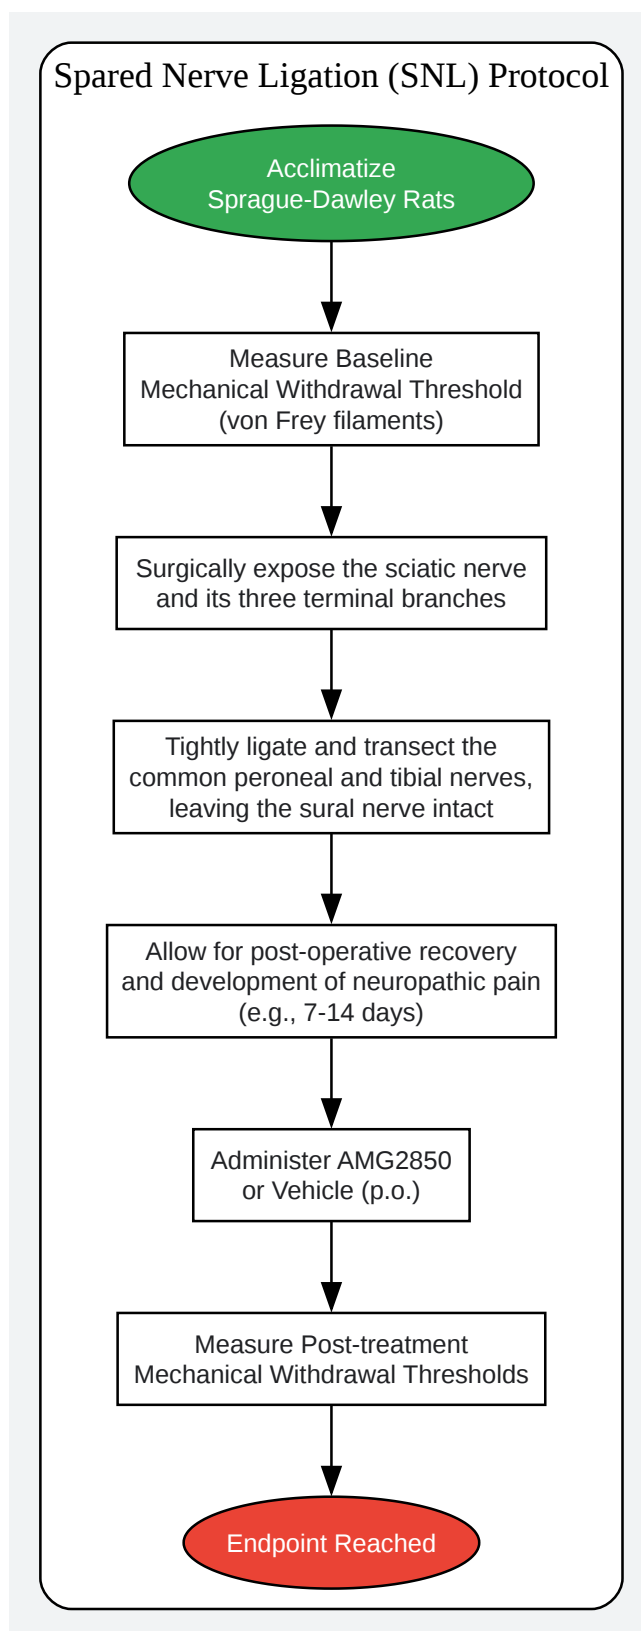 Spared Nerve Ligation (SNL) Protocol
Acclimatize
Sprague-Dawley Rats
Measure Baseline
Mechanical Withdrawal Threshold
(von Frey filaments)
Surgically expose the sciatic nerve
and its three terminal branches
Tightly ligate and transect the
common peroneal and tibial nerves,
leaving the sural nerve intact
Allow for post-operative recovery
and development of neuropathic pain
(e.g., 7-14 days)
Administer AMG2850
or Vehicle (p.o.)
Measure Post-treatment
Mechanical Withdrawal Thresholds
Endpoint Reached